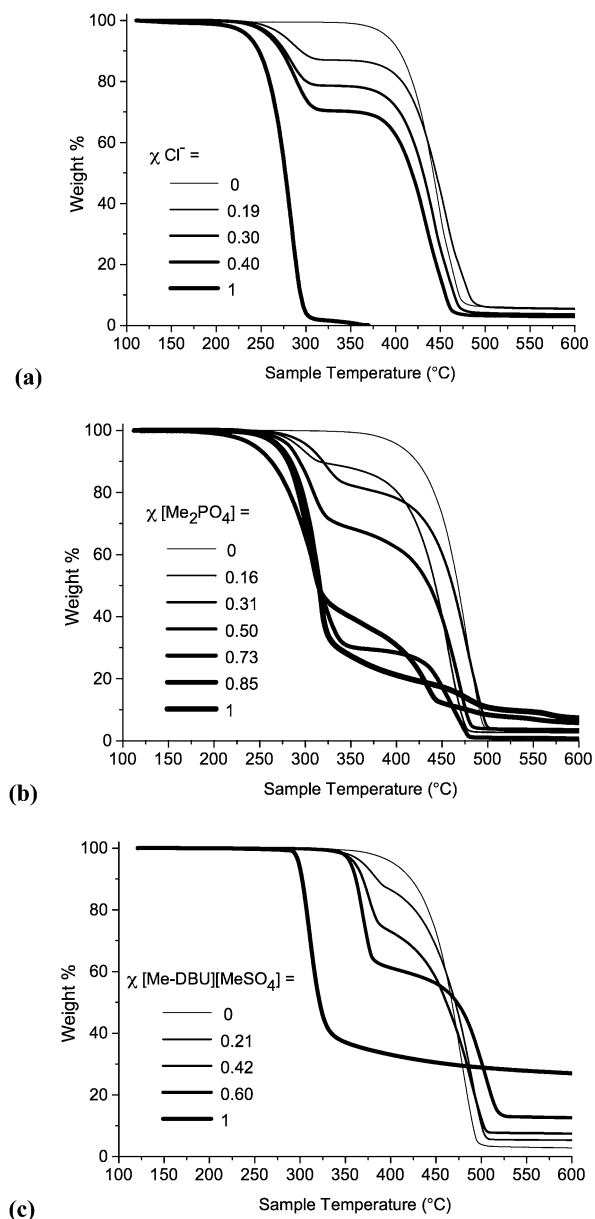 100
80
60
40
20
0
Weight %
χ Cl⁻ =
0
0.19
0.30
0.40
1
100 150 200 250 300 350 400 450 500 550 600
Sample Temperature (°C)
(a)
100
80
60
40
20
0
Weight %
χ [Me₂PO₄] =
0
0.16
0.31
0.50
0.73
0.85
1
100 150 200 250 300 350 400 450 500 550 600
Sample Temperature (°C)
(b)
100
80
60
40
20
0
Weight %
χ [Me-DBU][MeSO₄] =
0
0.21
0.42
0.60
1
100 150 200 250 300 350 400 450 500 550 600
Sample Temperature (°C)
(c)